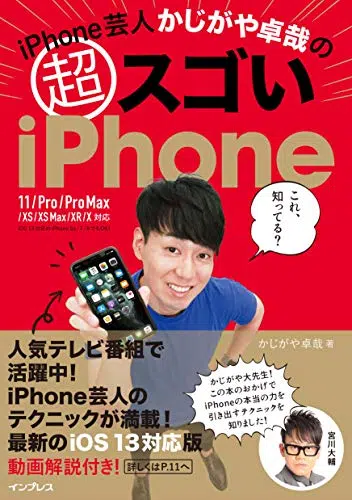 iPhone芸人 かじがや卓哉の
超スゴい
iPhone
11/Pro/Pro Max
/XS/XS Max/XR/X 対応
これ、
知ってる?
かじがや卓哉 著
人気テレビ番組で
活躍中!
iPhone芸人の
テクニックが満載!
最新のiOS 13対応版
動画解説付き! 詳しくはP.11へ
かじがや大先生!
この本のおかげで
iPhoneの本当の力を
引き出すテクニックを
知りました!
宮川大輔
インプレス